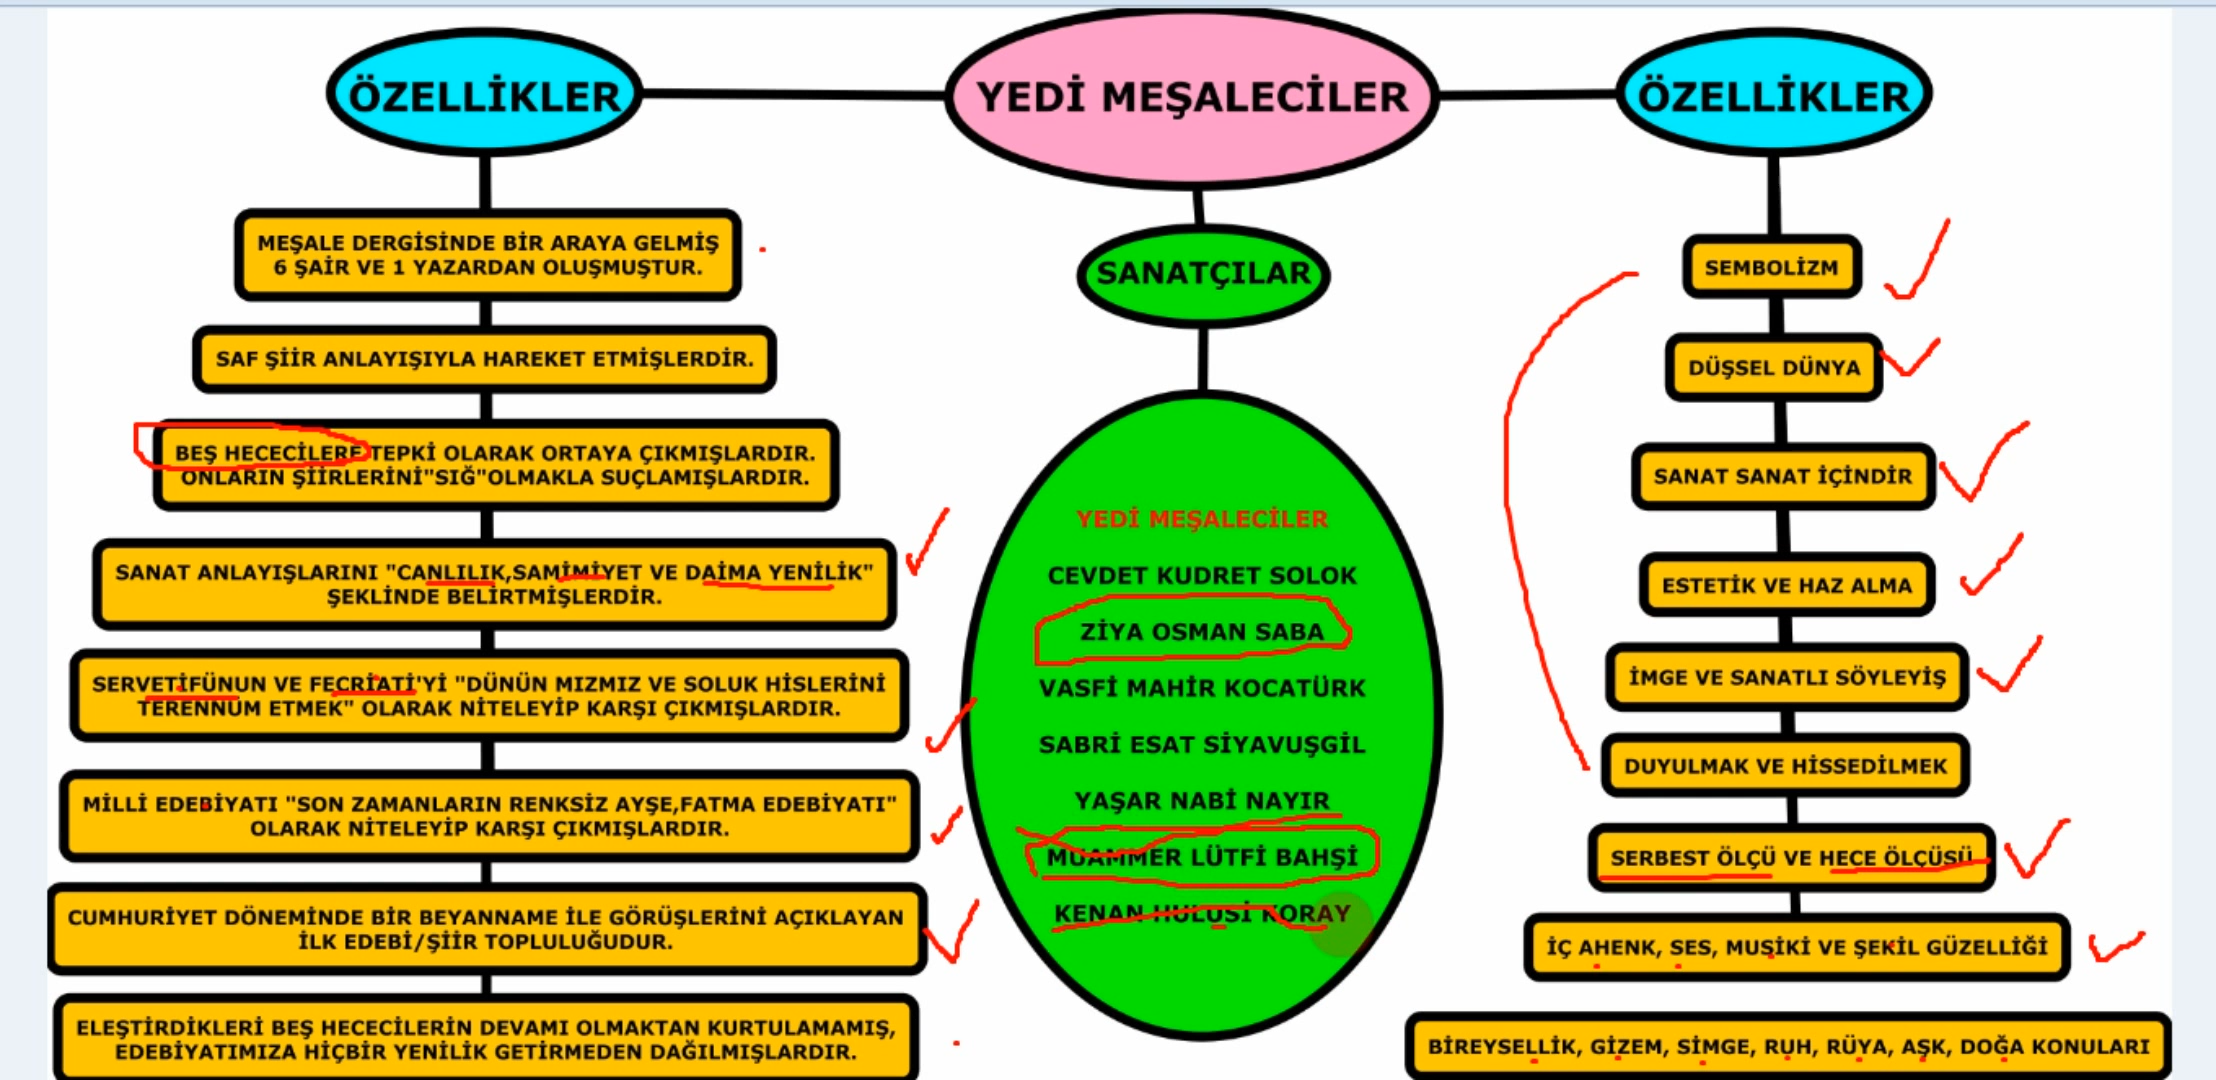 YEDİ MEŞALECİLER
ÖZELLİKLER
MEŞALE DERGİSİNDE BİR ARAYA GELMİŞ
6 ŞAİR VE 1 YAZARDAN OLUŞMUŞTUR.
SAF ŞİİR ANLAYIŞIYLA HAREKET ETMİŞLERDİR.
BEŞ HECECİLERE TEPKİ OLARAK ORTAYA ÇIKMIŞLARDIR.
ONLARIN ŞİİRLERİNİ"SIĞ"OLMAKLA SUÇLAMIŞLARDIR.
SANAT ANLAYIŞLARINI "CANLILIK,SAMİMİYET VE DAİMA YENİLİK"
ŞEKLİNDE BELİRTMİŞLERDİR.
SERVETİFÜNUN VE FECRİATİ'Yİ "DÜNÜN MIZMIZ VE SOLUK HİSLERİNİ
TERENNÜM ETMEK" OLARAK NİTELEYİP KARŞI ÇIKMIŞLARDIR.
MİLLİ EDEBİYATI "SON ZAMANLARIN RENKSİZ AYŞE,FATMA EDEBİYATI"
OLARAK NİTELEYİP KARŞI ÇIKMIŞLARDIR.
CUMHURİYET DÖNEMİNDE BİR BEYANNAME İLE GÖRÜŞLERİNİ AÇIKLAYAN
İLK EDEBİ/ŞİİR TOPLULUĞUDUR.
ELEŞTİRDİKLERİ BEŞ HECECİLERİN DEVAMI OLMAKTAN KURTULAMAMIŞ,
EDEBİYATIMIZA HİÇBİR YENİLİK GETİRMEDEN DAĞILMIŞLARDIR.
SANATÇILAR
YEDİ MEŞALECİLER
CEVDET KUDRET SOLOK
ZİYA OSMAN SABA
VASFİ MAHİR KOCATÜRK
SABRİ ESAT SİYAVUŞGİL
YAŞAR NABİ NAYIR
MUAMMER LÜTFİ BAHŞİ
KENAN HULUSİ KORAY
ÖZELLİKLER
SEMBOLİZM
DÜŞSEL DÜNYA
SANAT SANAT İÇİNDİR
ESTETİK VE HAZ ALMA
İMGE VE SANATLI SÖYLEYİŞ
DUYULMAK VE HİSSEDİLMEK
SERBEST ÖLÇÜ VE HECE ÖLÇÜSÜ
İÇ AHENK, SES, MUSİKİ VE ŞEKİL GÜZELLİĞİ
BİREYSELLİK, GİZEM, SİMGE, RUH, RÜYA, AŞK, DOĞA KONULARI